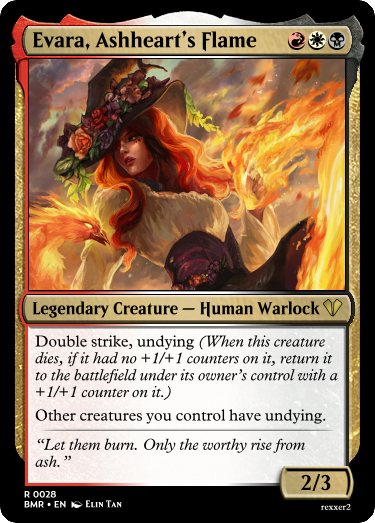 Evara, Ashheart's Flame
Legendary Creature — Human Warlock
Double strike, undying (When this creature
dies, if it had no +1/+1 counters on it, return it
to the battlefield under its owner's control with a
+1/+1 counter on it.)
Other creatures you control have undying.
“Let them burn. Only the worthy rise from
ash.”
2/3
R 0028
BMR • EN Elin Tan
rexxer2